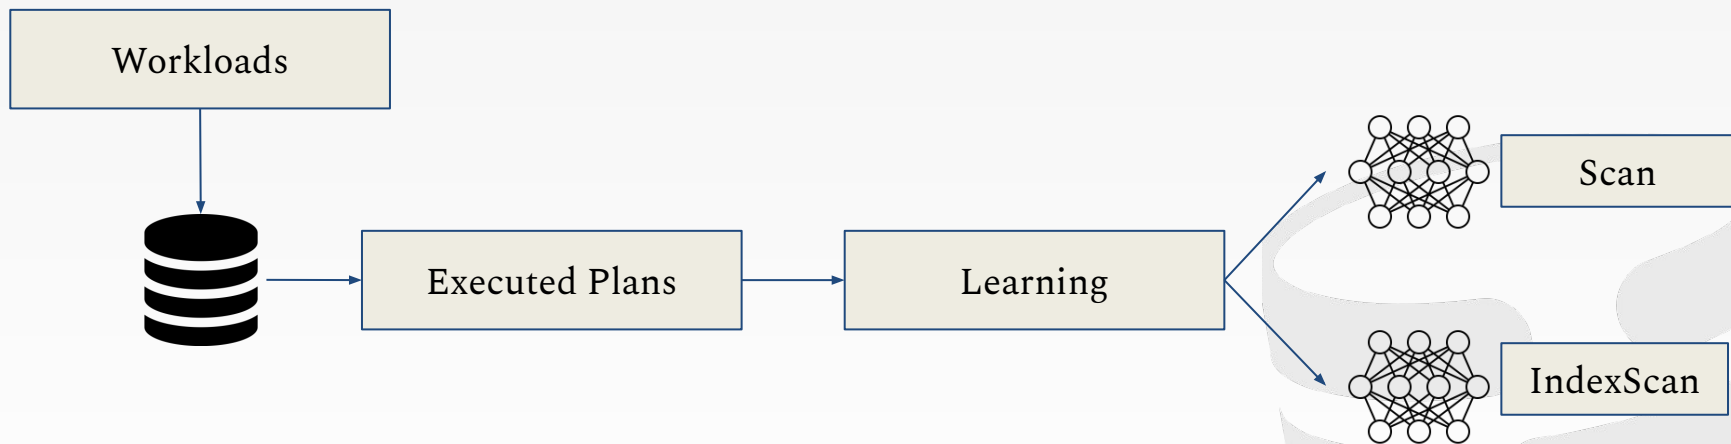 Workloads
Executed Plans
Learning
Scan
IndexScan